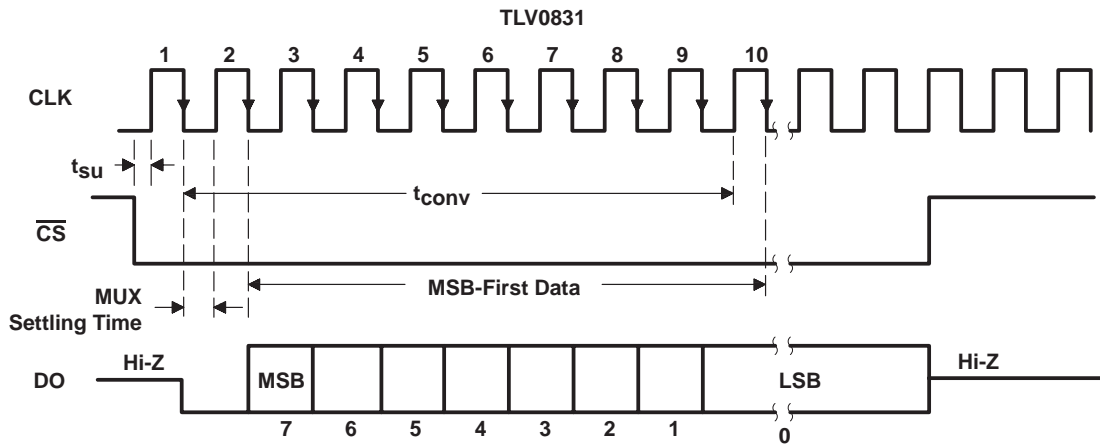 TLV0831
1 2 3 4 5 6 7 8 9 10
CLK
tsu
tconv
CS
MSB-First Data
MUX
Settling Time
Hi-Z
Hi-Z
DO
MSB
LSB
7 6 5 4 3 2 1 0